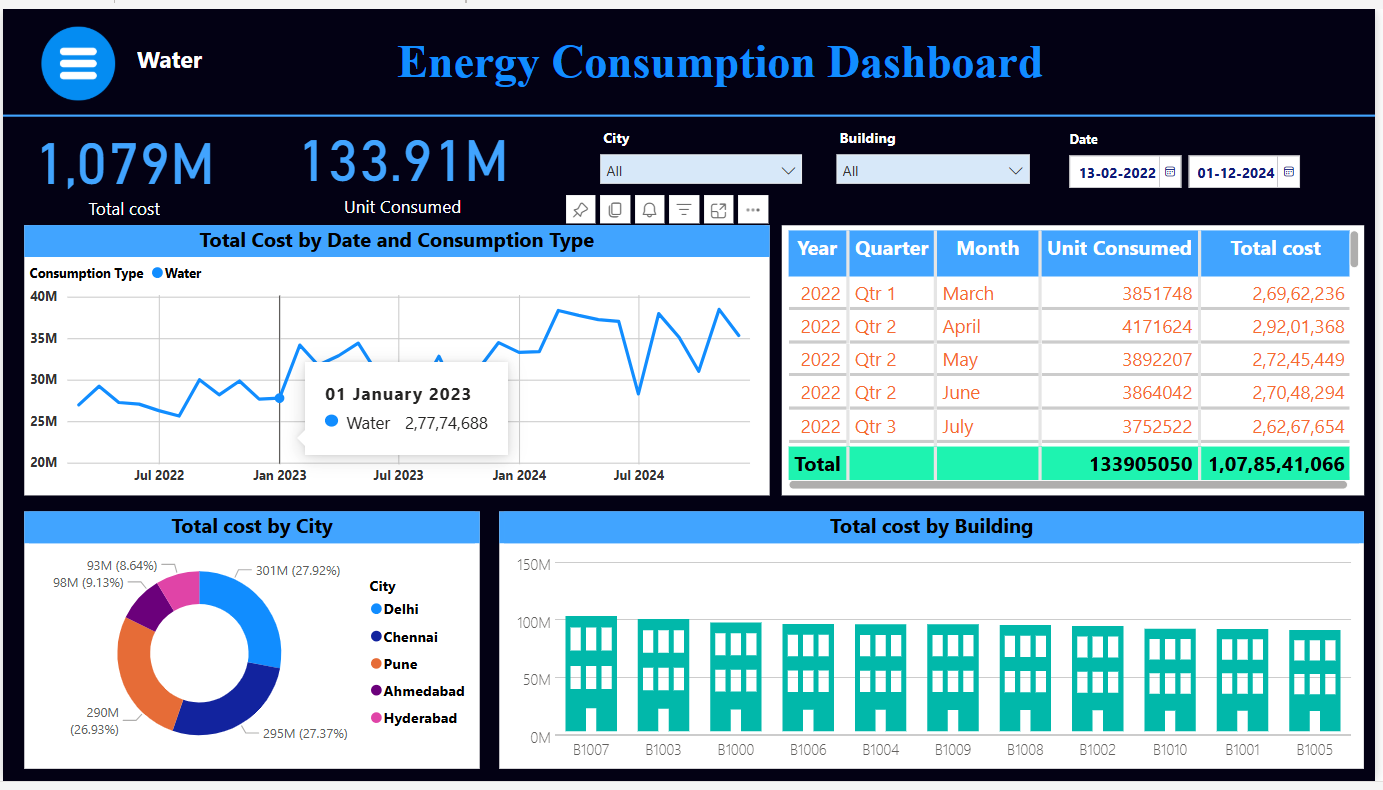 Water
Energy Consumption Dashboard
1,079M
Total cost
133.91M
Unit Consumed
City
All
Building
All
Date
13-02-2022
01-12-2024
Total Cost by Date and Consumption Type
Consumption Type Water
40M
35M
30M
25M
20M
Jul 2022 Jan 2023 Jul 2023 Jan 2024 Jul 2024
01 January 2023
Water 2,77,74,688
Year Quarter Month Unit Consumed Total cost
2022 Qtr 1 March 3851748 2,69,62,236
2022 Qtr 2 April 4171624 2,92,01,368
2022 Qtr 2 May 3892207 2,72,45,449
2022 Qtr 2 June 3864042 2,70,48,294
2022 Qtr 3 July 3752522 2,62,67,654
Total 133905050 1,07,85,41,066
Total cost by City
93M (8.64%)
98M (9.13%)
301M (27.92%)
290M
(26.93%)
295M (27.37%)
City
Delhi
Chennai
Pune
Ahmedabad
Hyderabad
Total cost by Building
150M
100M
50M
0M
B1007 B1003 B1000 B1006 B1004 B1009 B1008 B1002 B1010 B1001 B1005